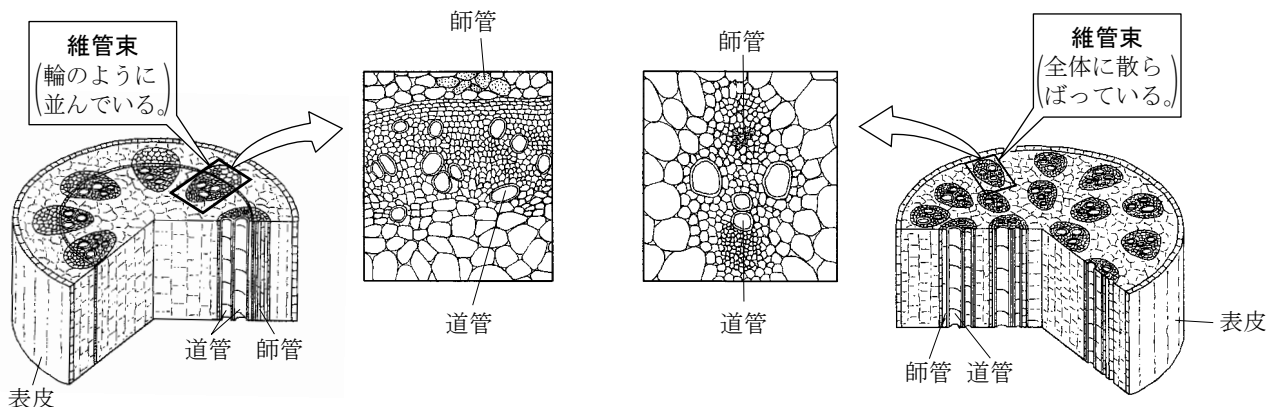 維管束
(輪のように
並んでいる。)
師管
道管
道管
師管
表皮
師管
道管
維管束
(全体に散ら
ばっている。)
師管
道管
表皮